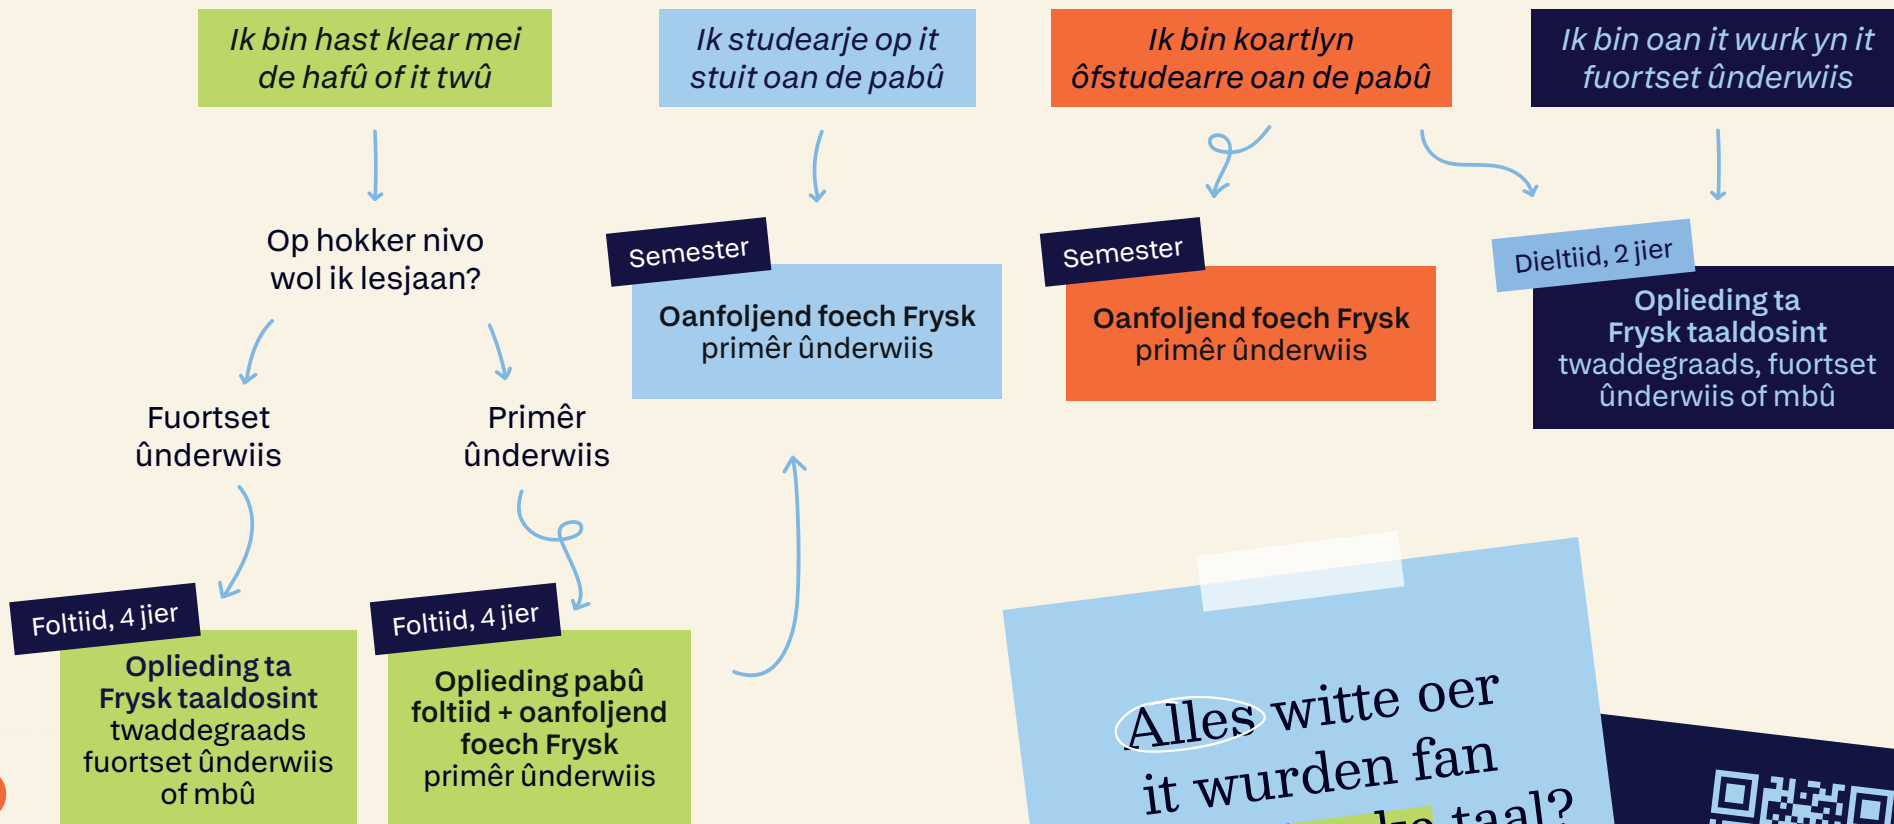 Ik bin hast klear mei
de hafû of it twû
Ik studearje op it
stuit oan de pabû
Ik bin koartlyn
ôfstudearre oan de pabû
Ik bin oan it wurk yn it
fuortset ûnderwiis
Op hokker nivo
wol ik lesjaan?
Semester
Oanfoljend foech Frysk
primêr ûnderwiis
Semester
Oanfoljend foech Frysk
primêr ûnderwiis
Dieltiid, 2 jier
Oplieding ta
Frysk taaldosint
twaddegraads, fuortset
ûnderwiis of mbû
Fuortset
ûnderwiis
Primêr
ûnderwiis
Foltiid, 4 jier
Oplieding ta
Frysk taaldosint
twaddegraads
fuortset ûnderwiis
of mbû
Foltiid, 4 jier
Oplieding pabû
foltiid + oanfoljend
foech Frysk
primêr ûnderwiis
Alles witte oer
it wurden fan
taal?